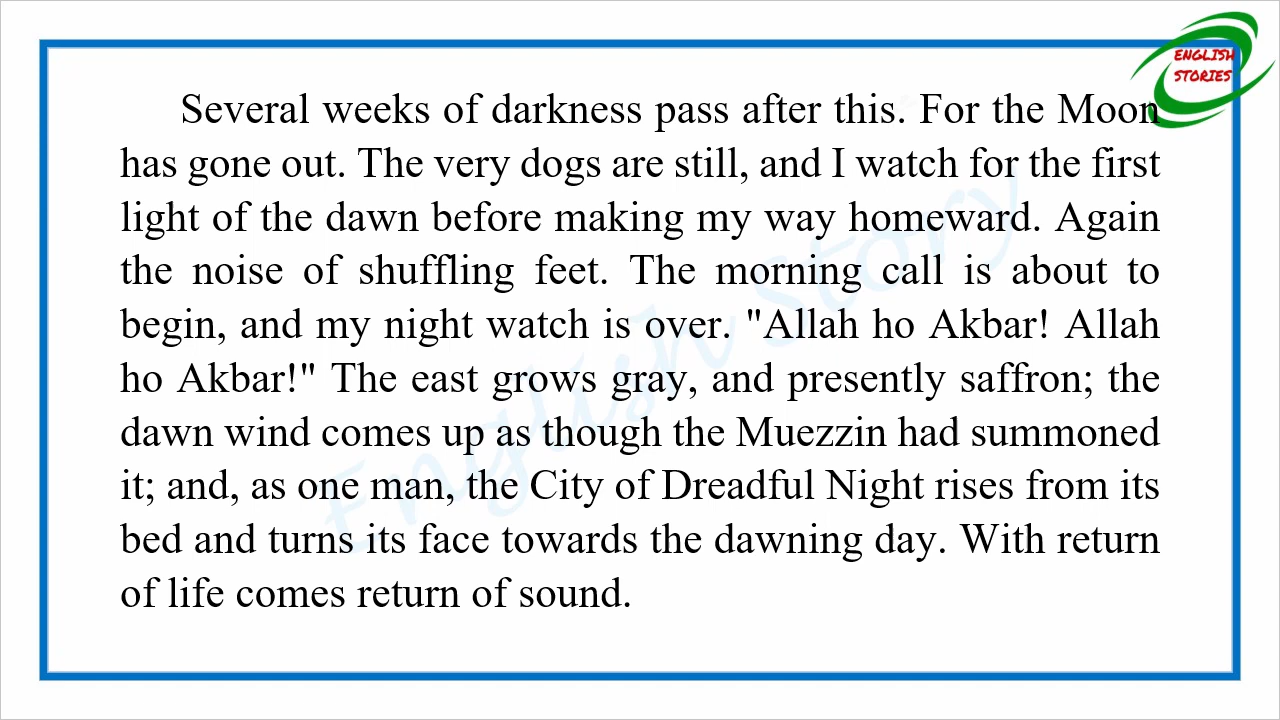 ENGLISH
STORIES
Several weeks of darkness pass after this. For the Moon
has gone out. The very dogs are still, and I watch for the first
light of the dawn before making my way homeward. Again
the noise of shuffling feet. The morning call is about to
begin, and my night watch is over. "Allah ho Akbar! Allah
ho Akbar!" The east grows gray, and presently saffron; the
dawn wind comes up as though the Muezzin had summoned
it; and, as one man, the City of Dreadful Night rises from its
bed and turns its face towards the dawning day. With return
of life comes return of sound.
English Story